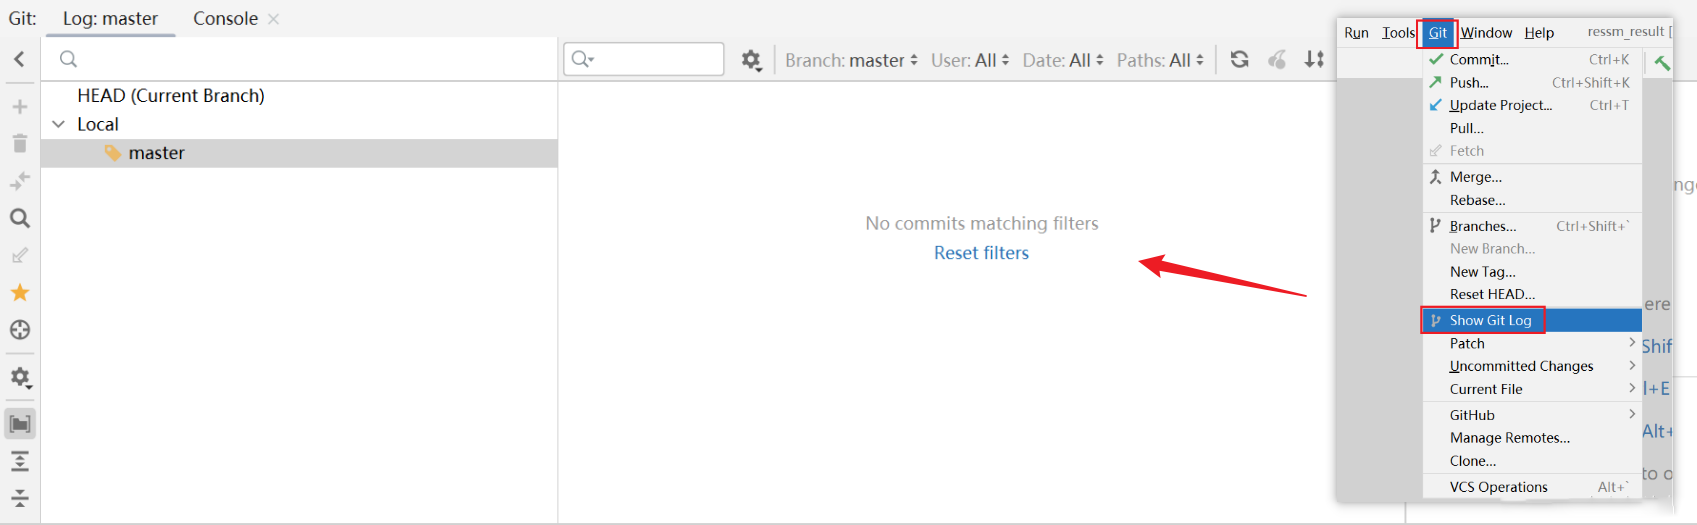 Git: Log: master Console
Branch: master User: All Date: All Paths: All
HEAD (Current Branch)
Local
master
No commits matching filters
Reset filters
Run Tools Git Window Help ressm_result [
Commit... Ctrl+K
Push... Ctrl+Shift+K
Update Project... Ctrl+T
Pull...
Fetch
Merge...
Rebase...
Branches... Ctrl+Shift+`
New Branch...
New Tag...
Reset HEAD...
Show Git Log
Patch
Uncommitted Changes
Current File
GitHub
Manage Remotes...
Clone...
VCS Operations Alt+`
ere
Shif
l+E
Alt+
to o